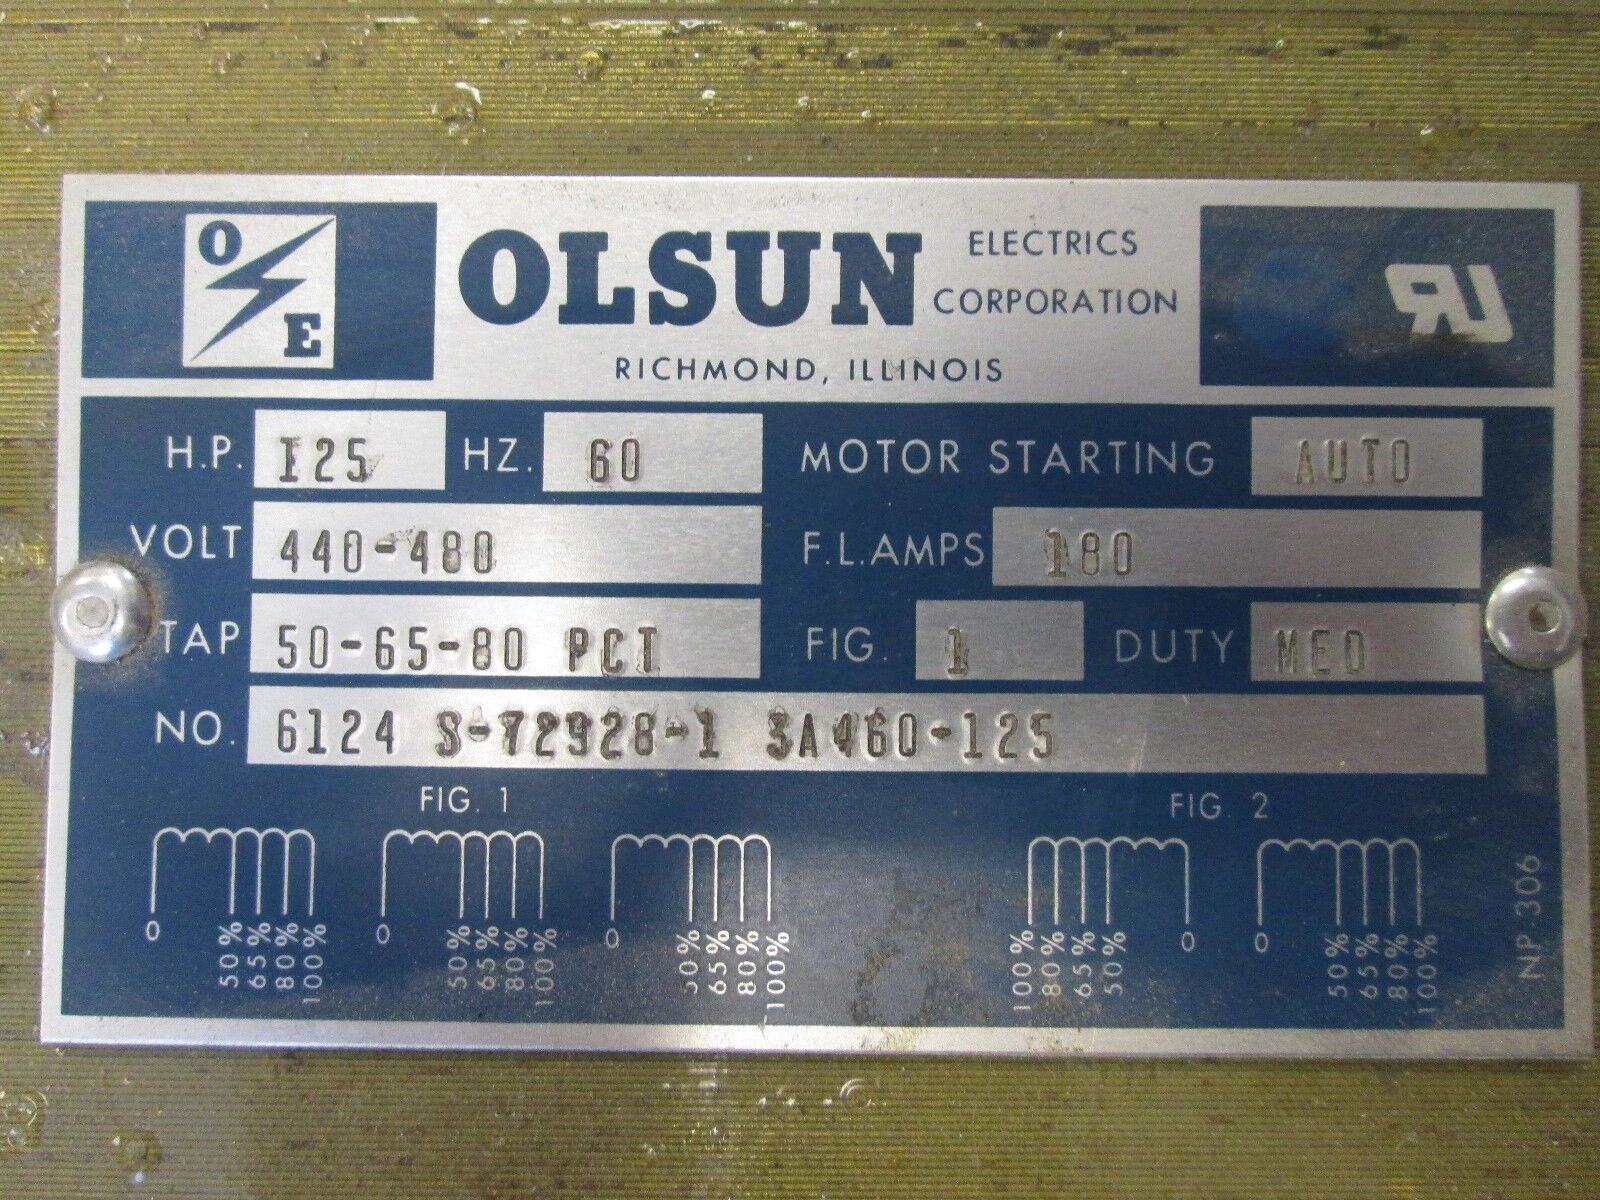 O E
OLSUN ELECTRICS CORPORATION
RICHMOND, ILLINOIS
UR
H.P. 125 HZ. 60 MOTOR STARTING AUTO
VOLT 440-480 F.L.AMPS 180
TAP 50-65-80 PCT FIG. 1 DUTY MED
NO. 6124 S-72928-1 3A460-125
FIG. 1 FIG. 2
0 50% 65% 80% 100% 0 50% 65% 80% 100% 0 50% 65% 80% 100% 100% 80% 65% 50% 0 0 50% 65% 80% 100%
NP 306